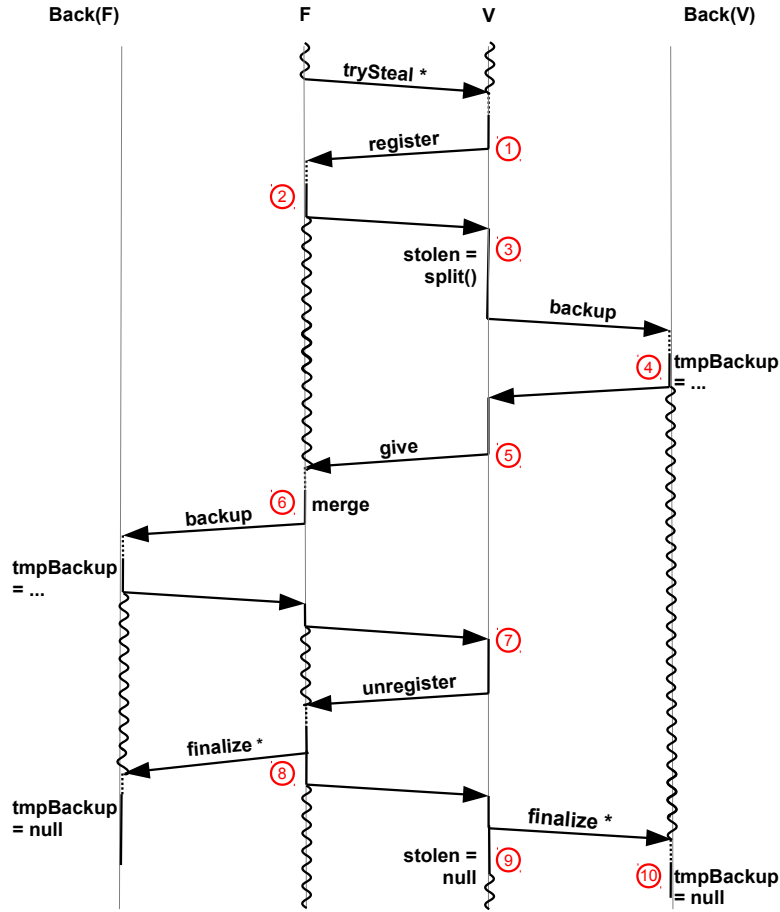 Back(F) F V Back(V)
trySteal *
register
1
2
3
stolen =
split()
backup
4
tmpBackup
= ...
give
5
6
merge
backup
tmpBackup
= ...
7
unregister
finalize *
8
tmpBackup
= null
finalize *
stolen =
null
9
10
tmpBackup
= null